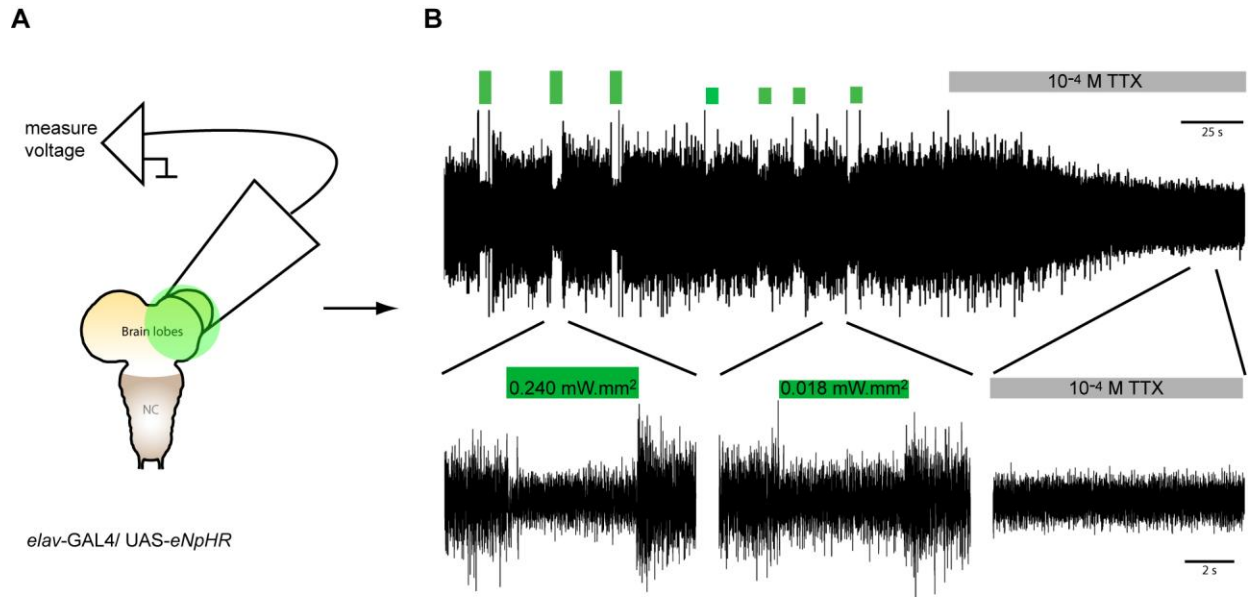 A
B
measure
voltage
10⁻⁴ M TTX
25 s
Brain lobes
NC
0.240 mW.mm²
0.018 mW.mm²
10⁻⁴ M TTX
elav-GAL4/ UAS-eNpHR
2 s